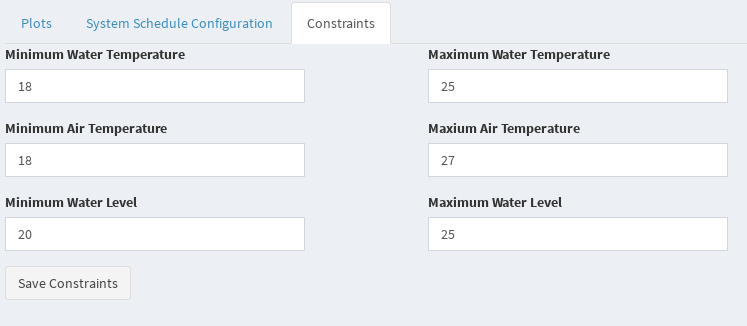 Plots System Schedule Configuration Constraints
Minimum Water Temperature Maximum Water Temperature
18 25
Minimum Air Temperature Maxium Air Temperature
18 27
Minimum Water Level Maximum Water Level
20 25
Save Constraints